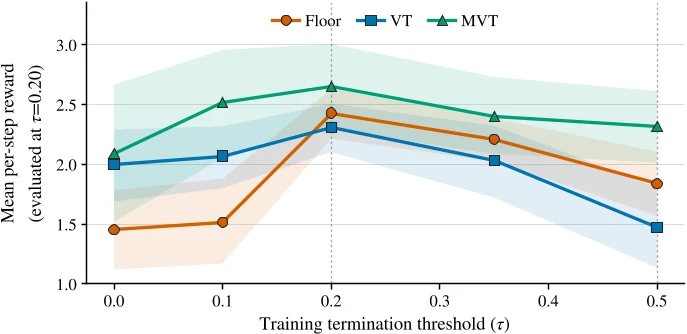 Floor VT MVT
Mean per-step reward
(evaluated at τ=0.20)
3.0
2.5
2.0
1.5
1.0
0.0 0.1 0.2 0.3 0.4 0.5
Training termination threshold (τ)